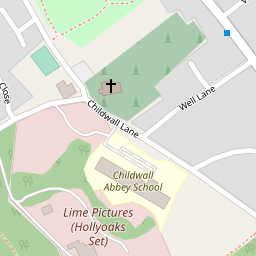 Close
Childwall Lane
Well Lane
Childwall
Abbey School
Lime Pictures
(Hollyoaks
Set)